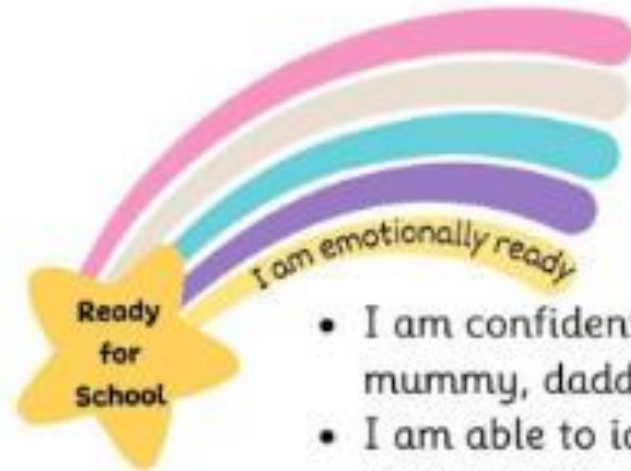 I am emotionally ready
Ready
for
School
• I am confident
mummy, dadd
• I am able to